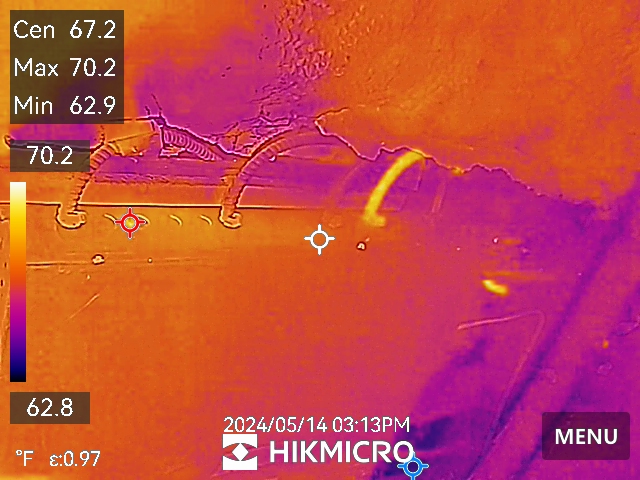 Cen 67.2
Max 70.2
Min 62.9
70.2
62.8
2024/05/14 03:13PM
HIKMICRO
°F ε:0.97
MENU